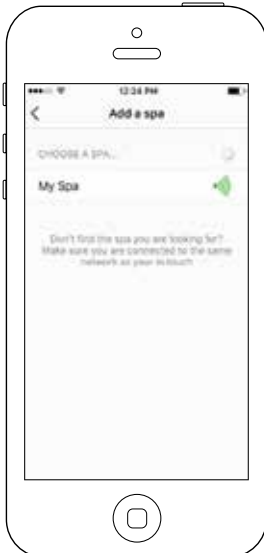 12:24 PM
Add a spa
CHOOSE A SPA...
My Spa
Don't find the spa you are looking for?
Make sure you are connected to the same
network as your in.touch